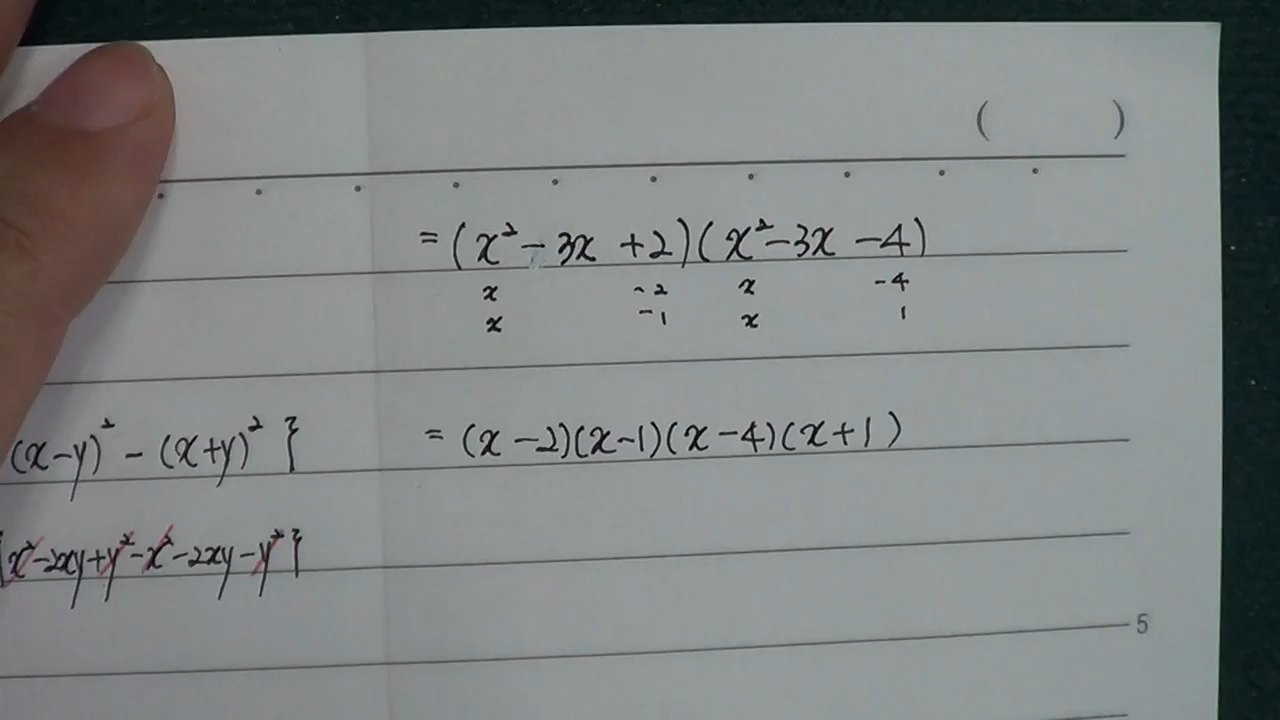 ( )
= (x² - 3x + 2)(x² - 3x - 4)
x -2 x -4
x -1 x 1
(x-y)² - (x+y)² }
= (x - 2)(x - 1)(x - 4)(x + 1)
x² - 2xy + y² - x² - 2xy - y² }
5